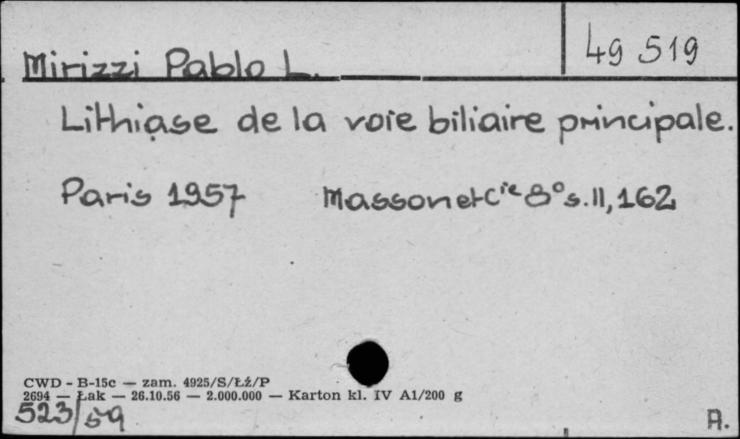 49 519
Mirizzi Pablo L.
Lithiase de la voie biliaire principale.
Paris 1957 Masson et Cie 8° s. II, 162
CWD - B-15c — zam. 4925/S/Łż/P
2694 — Łak — 26.10.56 — 2.000.000 — Karton kl. IV A1/200 g
523/59
A.